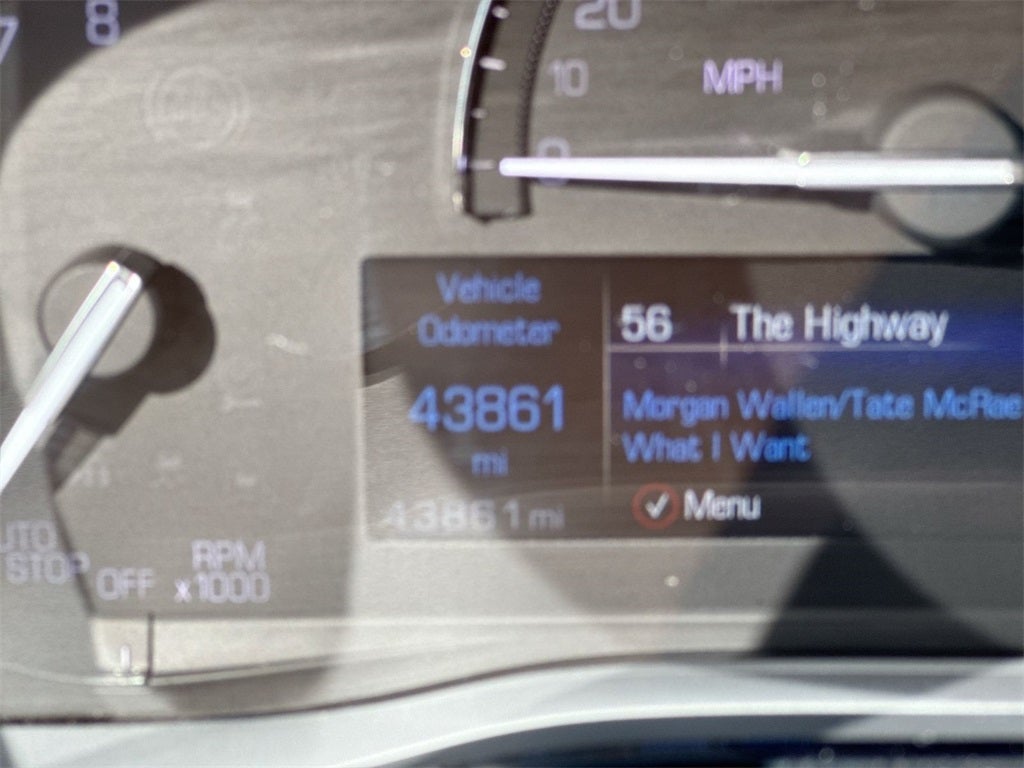 7
8
20
10
MPH
0
Vehicle
Odometer
43861
mi
43861 mi
56 The Highway
Morgan Wallen/Tate McRae
What I Want
Menu
STOP
OFF
RPM
x1000